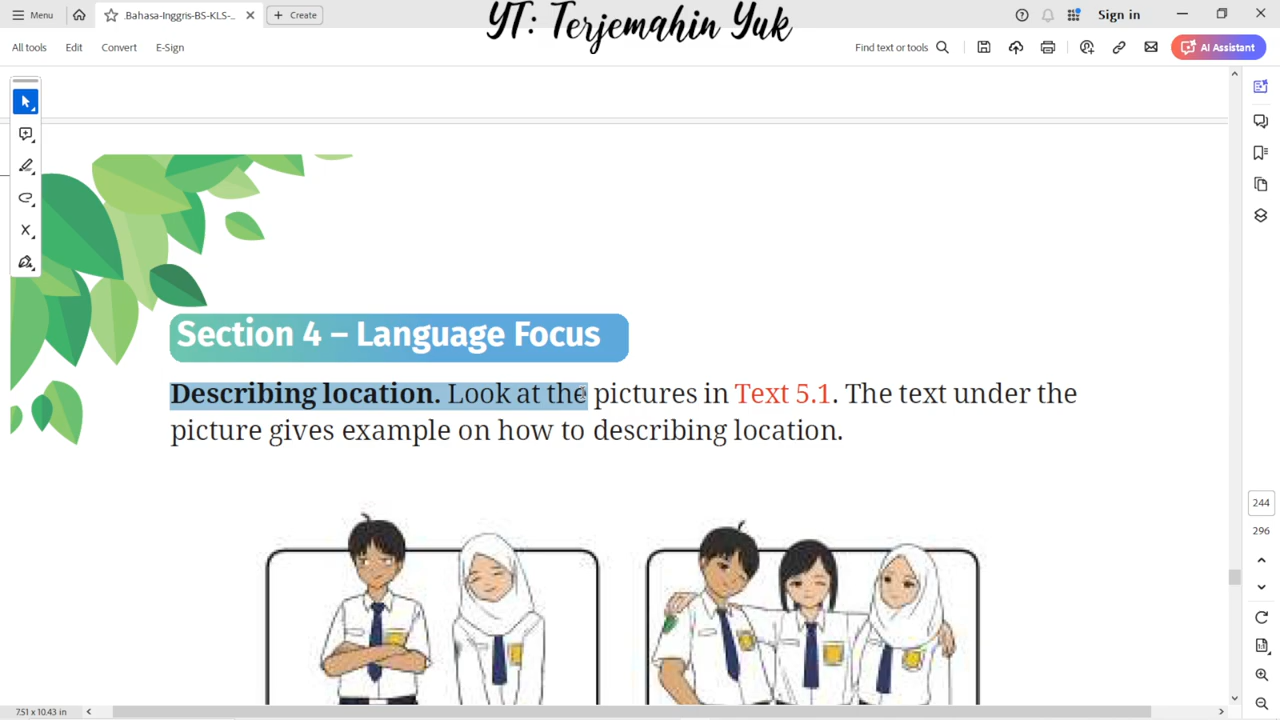 Menu
Bahasa-Inggris-BS-KLS-...
Create
YT: Terjemahin Yuk
Sign in
All tools
Edit
Convert
E-Sign
Find text or tools
AI Assistant
Section 4 – Language Focus
Describing location. Look at the pictures in Text 5.1. The text under the
picture gives example on how to describing location.
244
296
7.51 x 10.43 in